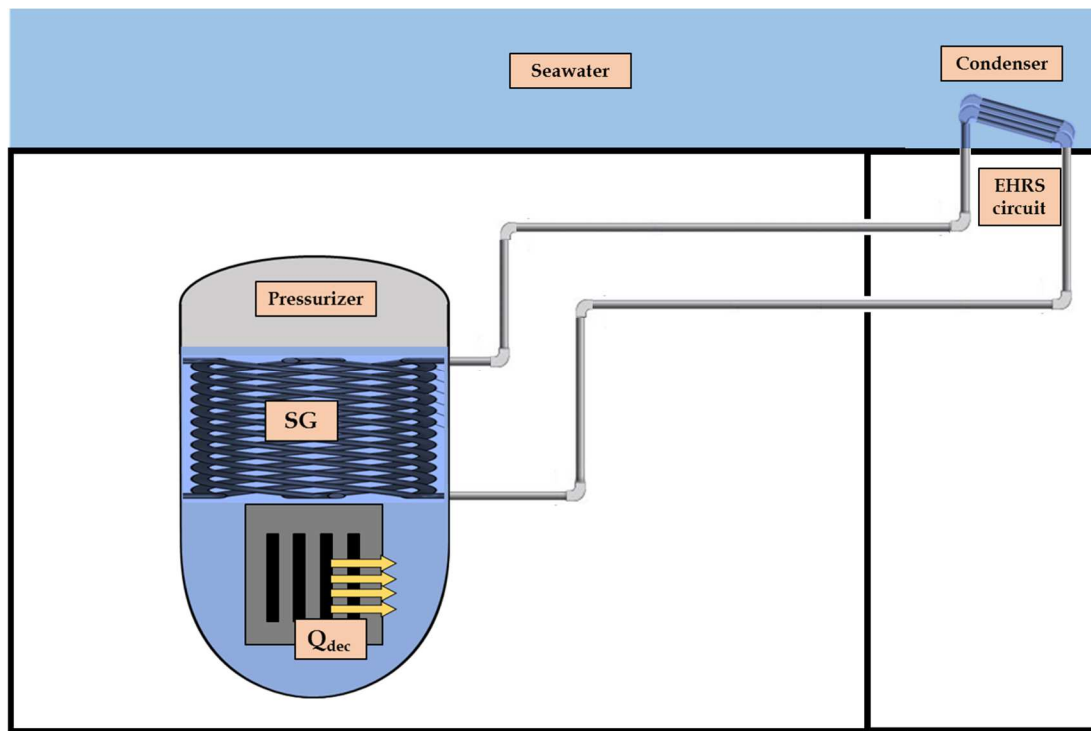 Seawater
Condenser
EHRS
circuit
Pressurizer
SG
Qdec